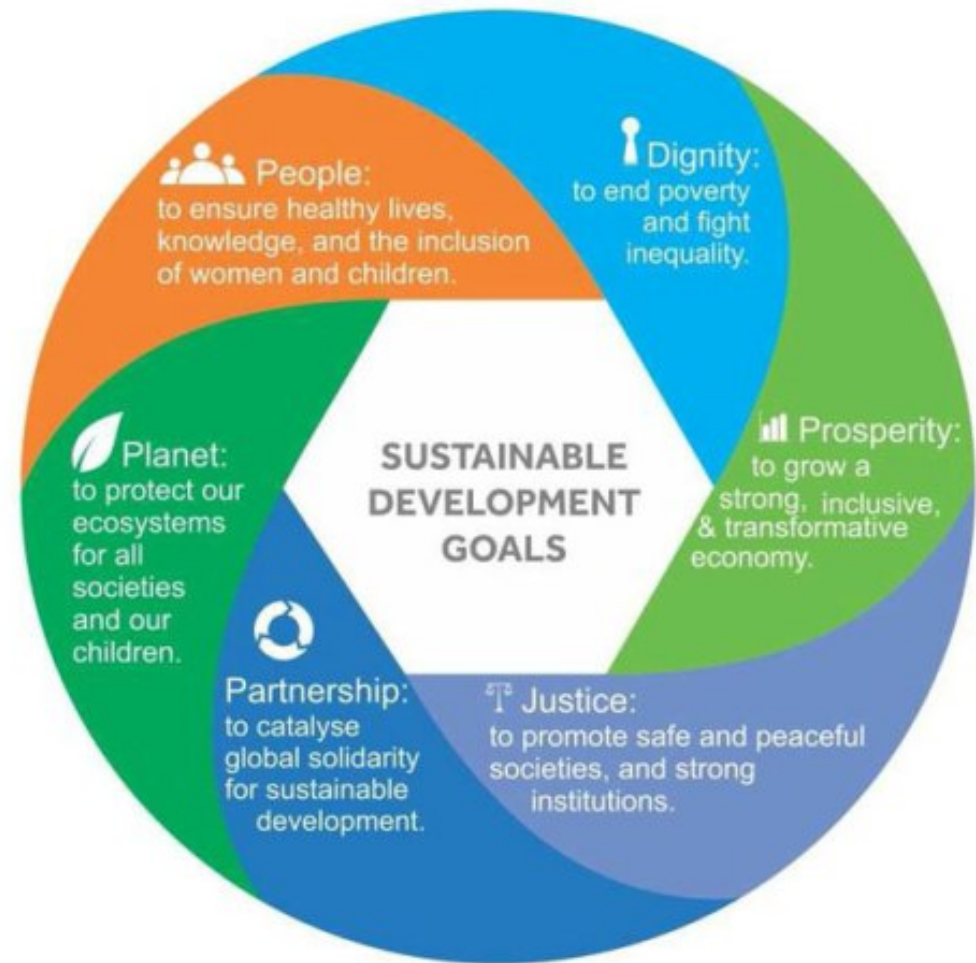 People:
to ensure healthy lives,
knowledge, and the inclusion
of women and children.
Dignity:
to end poverty
and fight
inequality.
Prosperity:
to grow a
strong, inclusive,
& transformative
economy.
Justice:
to promote safe and peaceful
societies, and strong
institutions.
Partnership:
to catalyse
global solidarity
for sustainable
development.
Planet:
to protect our
ecosystems
for all
societies
and our
children.
SUSTAINABLE
DEVELOPMENT
GOALS